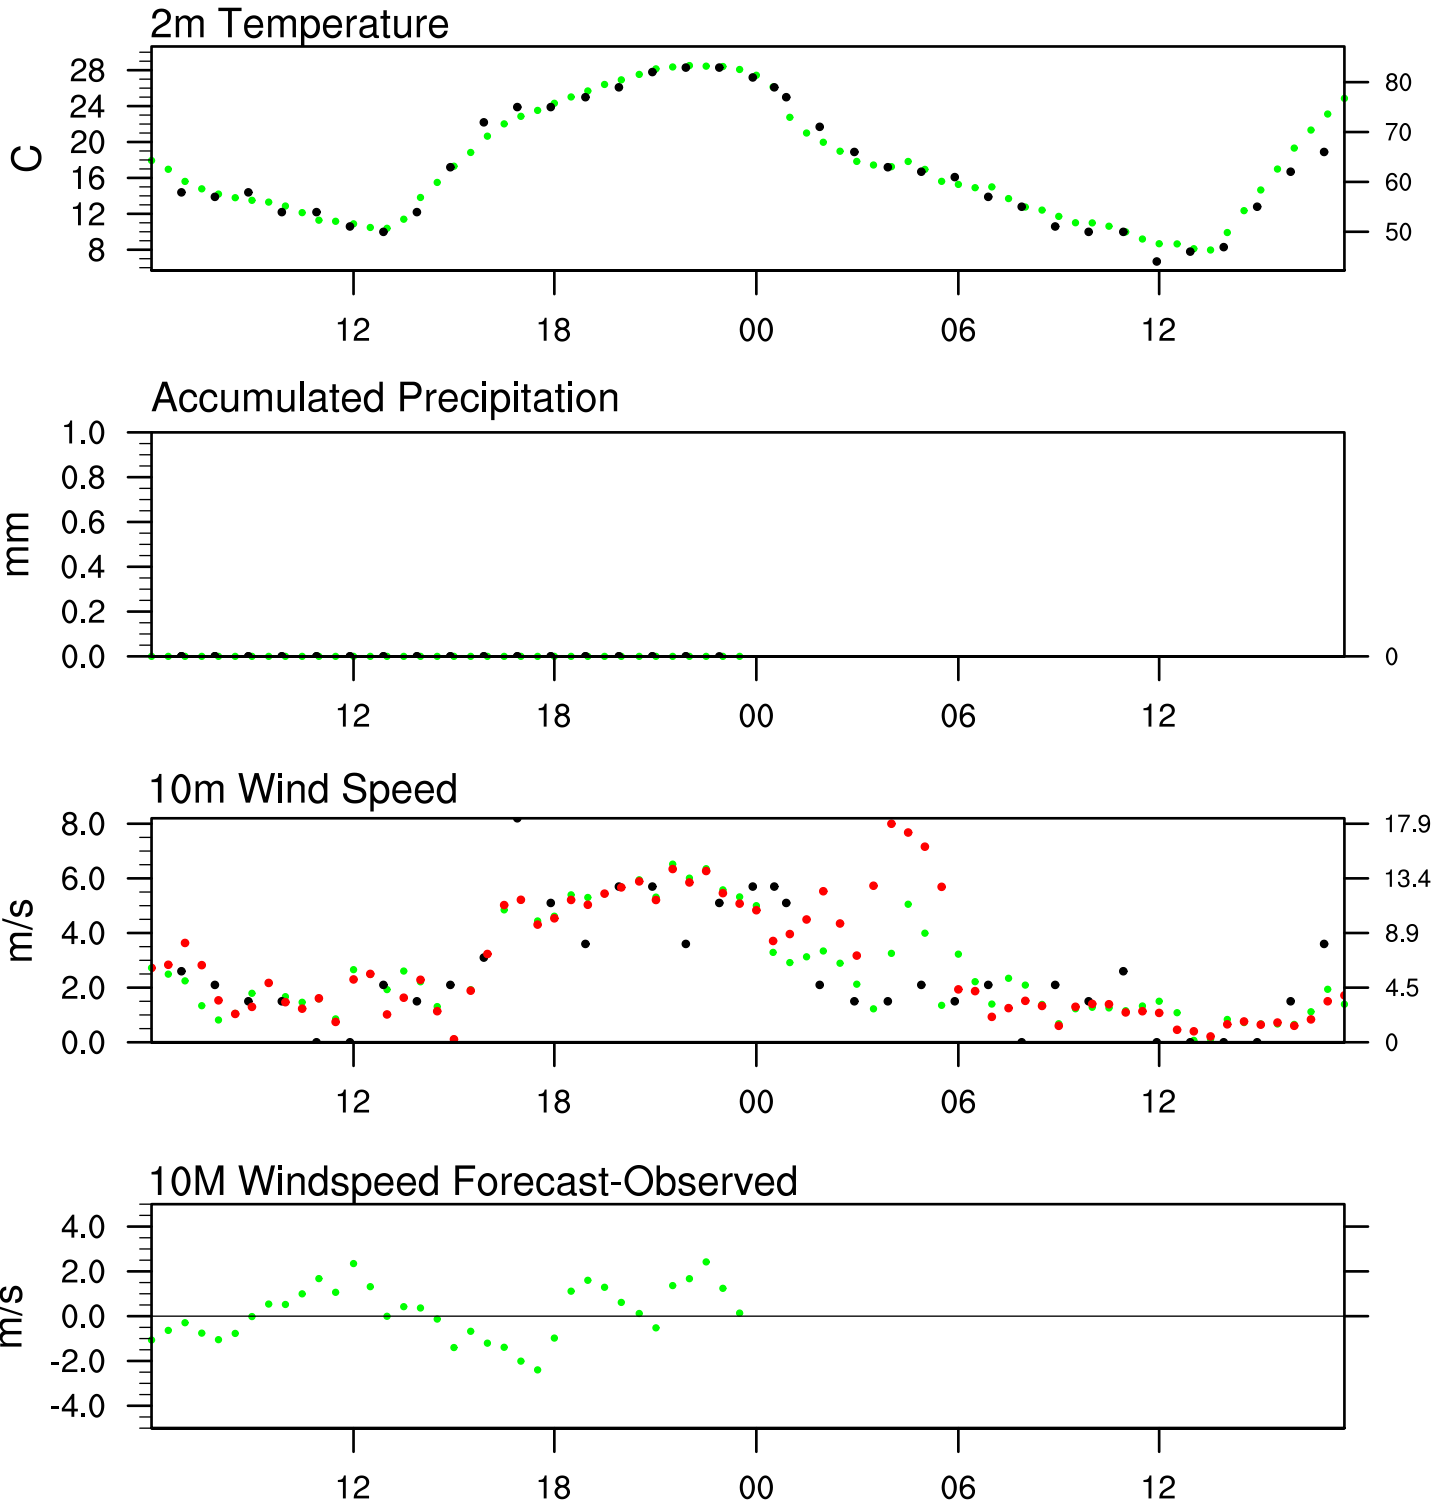 2m Temperature
28
24
20
16
12
8
C
80
70
60
50
12 18 00 06 12
Accumulated Precipitation
1.0
0.8
0.6
0.4
0.2
0.0
mm
0
12 18 00 06 12
10m Wind Speed
8.0
6.0
4.0
2.0
0.0
m/s
17.9
13.4
8.9
4.5
0
12 18 00 06 12
10M Windspeed Forecast-Observed
4.0
2.0
0.0
-2.0
-4.0
m/s
12 18 00 06 12